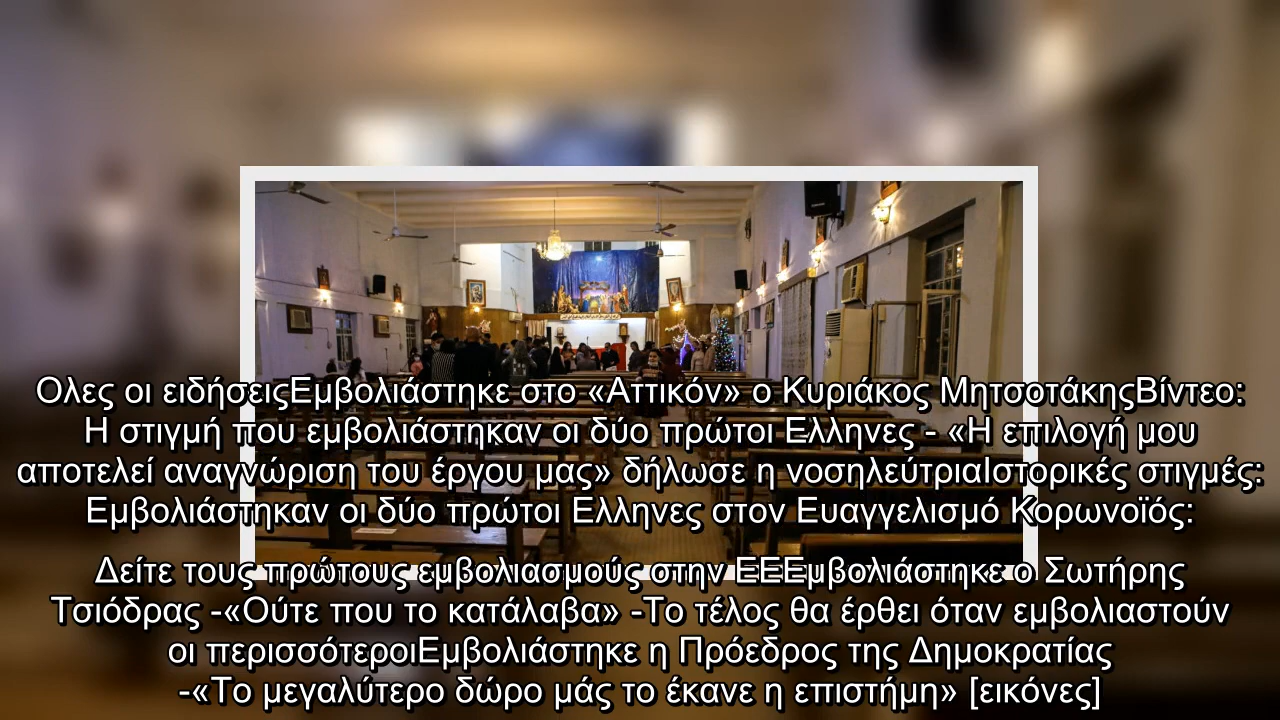 Ολες οι ειδήσειςΕμβολιάστηκε στο «Αττικόν» ο Κυριάκος ΜητσοτάκηςΒίντεο:
Η στιγμή που εμβολιάστηκαν οι δύο πρώτοι Ελληνες - «Η επιλογή μου
αποτελεί αναγνώριση του έργου μας» δήλωσε η νοσηλεύτριαΙστορικές στιγμές:
Εμβολιάστηκαν οι δύο πρώτοι Ελληνες στον Ευαγγελισμό Κορωνοϊός:
Δείτε τους πρώτους εμβολιασμούς στην ΕΕΕμβολιάστηκε ο Σωτήρης
Τσιόδρας -«Ούτε που το κατάλαβα» -Το τέλος θα έρθει όταν εμβολιαστούν
οι περισσότεροιΕμβολιάστηκε η Πρόεδρος της Δημοκρατίας
-«Το μεγαλύτερο δώρο μάς το έκανε η επιστήμη» [εικόνες]